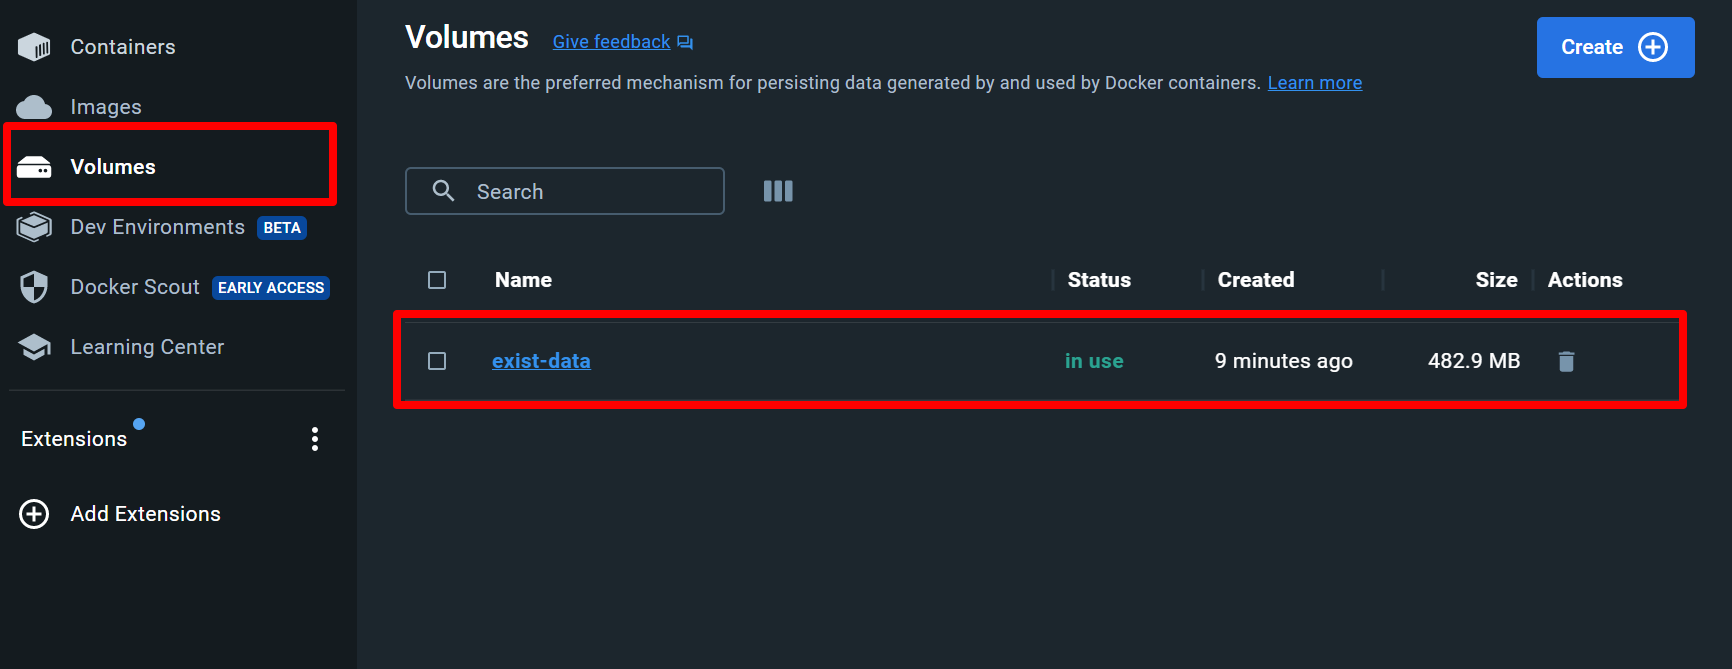 Containers
Images
Volumes
Dev Environments BETA
Docker Scout EARLY ACCESS
Learning Center
Extensions
Add Extensions
Volumes Give feedback
Create
Volumes are the preferred mechanism for persisting data generated by and used by Docker containers. Learn more
Search
Name Status Created Size Actions
exist-data in use 9 minutes ago 482.9 MB